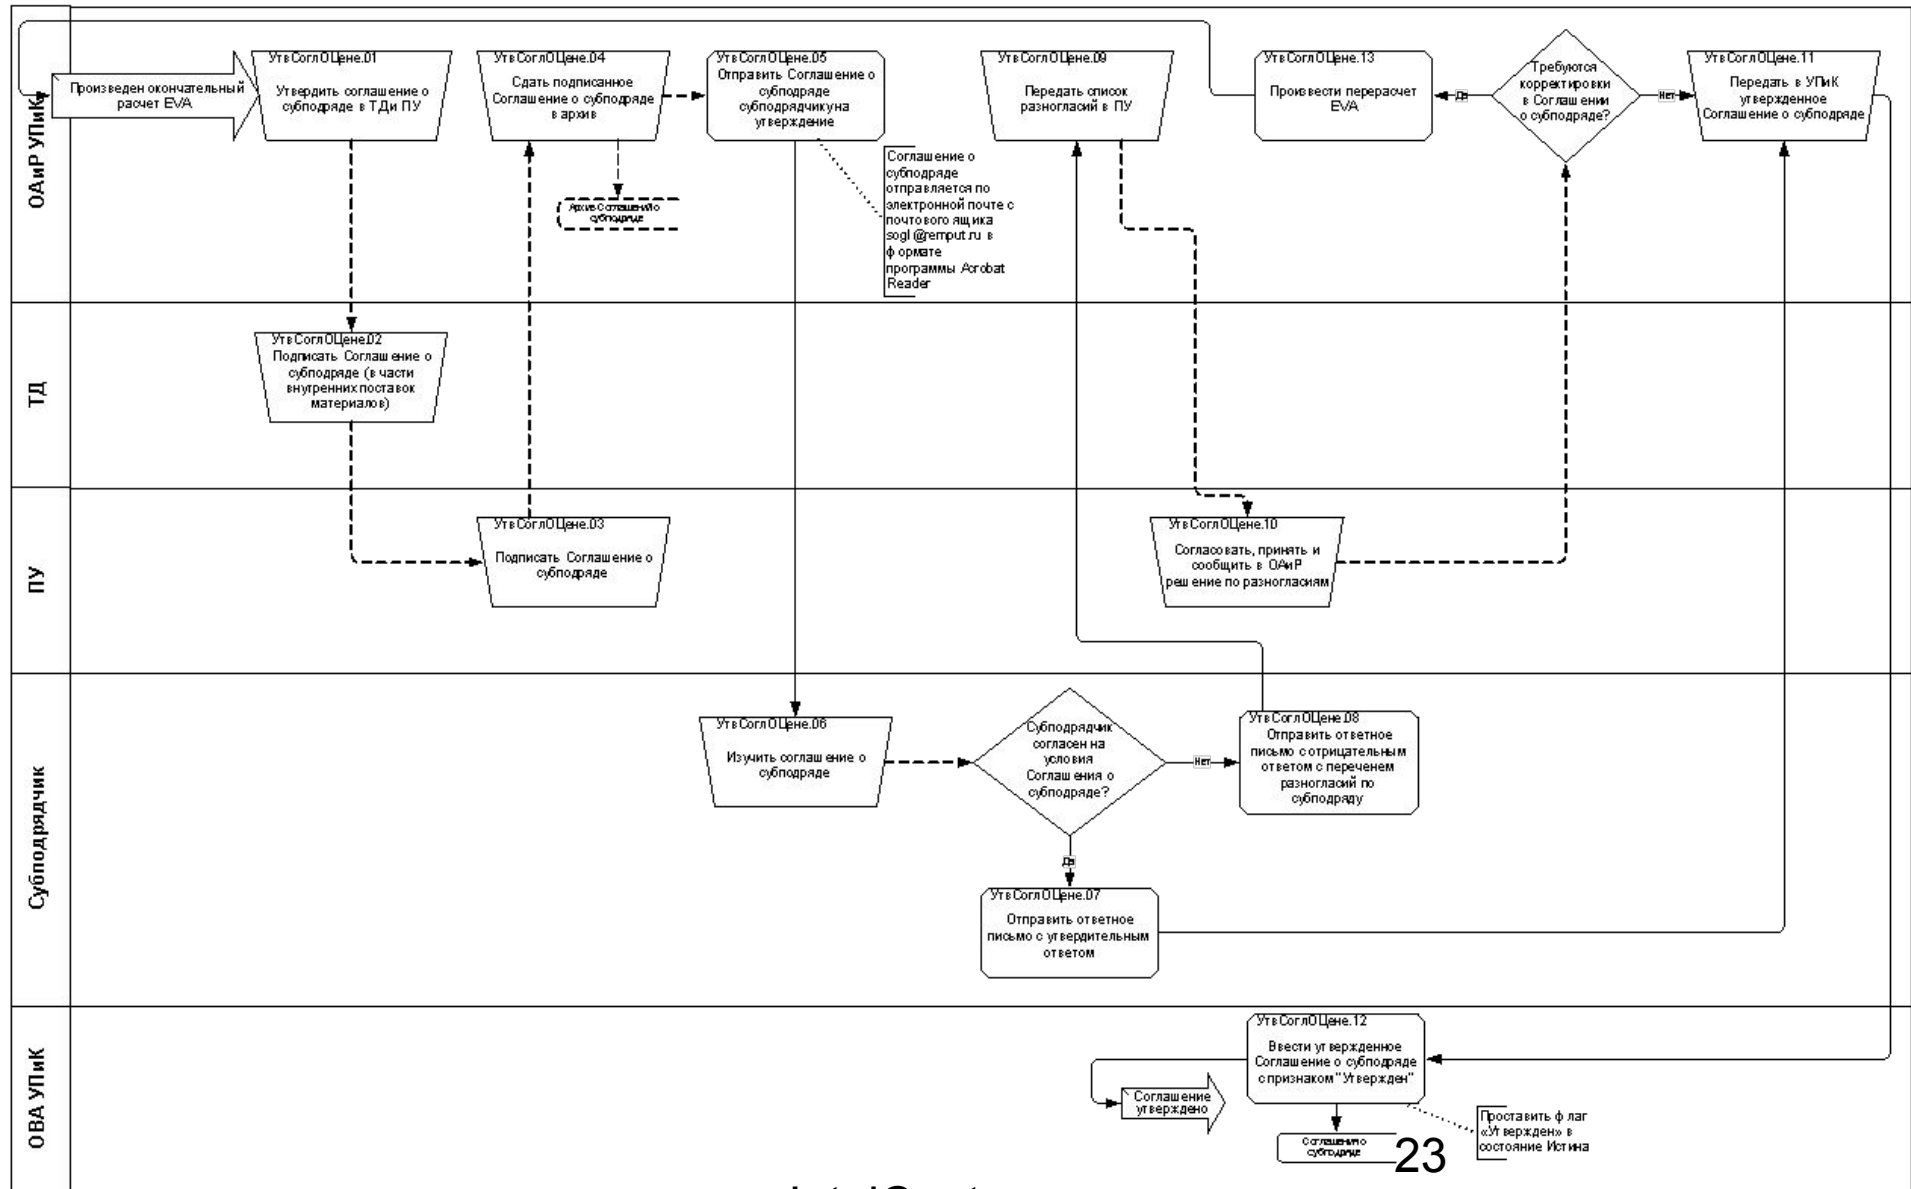 ОАиР УПиК
Произведен окончательный
расчет EVA
УтвСоглОЦене.01
Утвердить соглашение о
субподряде в ТДи ПУ
УтвСоглОЦене.04
Сдать подписанное
Соглашение о субподряде
в архив
Архив Соглашений о
субподряде
УтвСоглОЦене.05
Отправить Соглашение о
субподряде
субподрядчику на
утверждение
Соглашение о
субподряде
отправляется по
электронной почте с
почтового ящика
sogl@remput.ru в
формате
программы Acrobat
Reader
УтвСоглОЦене.09
Передать список
разногласий в ПУ
УтвСоглОЦене.13
Произвести перерасчет
EVA
Да
Требуются
корректировки
в Соглашении
о субподряде?
Нет
УтвСоглОЦене.11
Передать в УПиК
утвержденное
Соглашение о субподряде
ТД
УтвСоглОЦене.02
Подписать Соглашение о
субподряде (в части
внутренних поставок
материалов)
ПУ
УтвСоглОЦене.03
Подписать Соглашение о
субподряде
УтвСоглОЦене.10
Согласовать, принять и
сообщить в ОАиР
решение по разногласиям
Субподрядчик
УтвСоглОЦене.06
Изучить соглашение о
субподряде
Субподрядчик
согласен на
условия
Соглашения о
субподряде?
Нет
УтвСоглОЦене.08
Отправить ответное
письмо с отрицательным
ответом с перечнем
разногласий по
субподряду
Да
УтвСоглОЦене.07
Отправить ответное
письмо с утвердительным
ответом
ОВА УПиК
УтвСоглОЦене.12
Ввести утвержденное
Соглашение о субподряде
с признаком "Утвержден"
Соглашение
утверждено
Соглашение о
субподряде
Проставить флаг
«Утвержден» в
состояние Истина
23